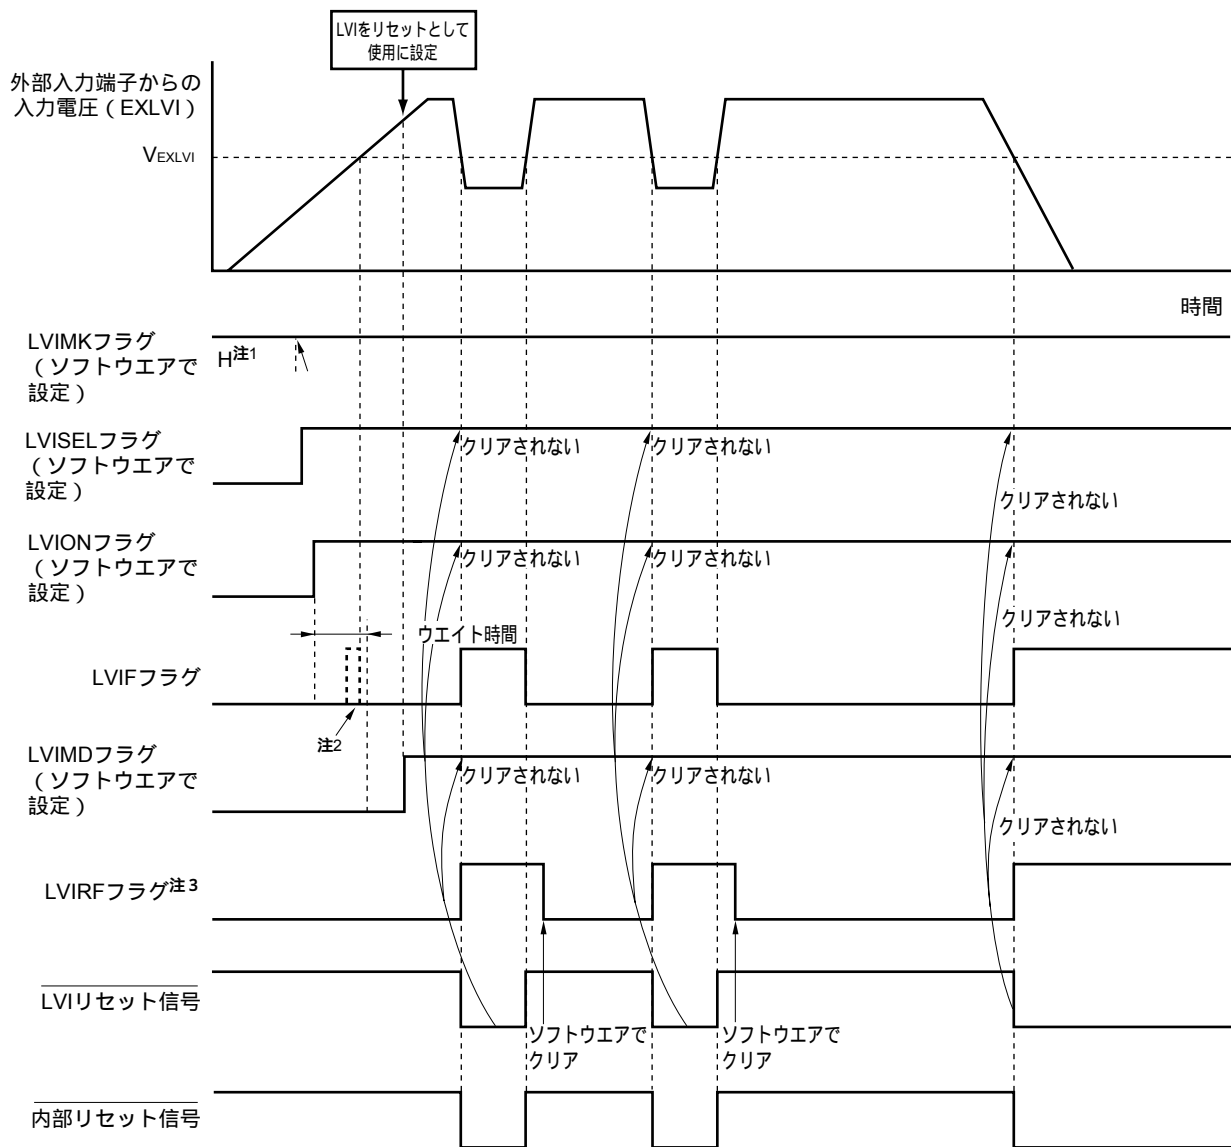 LVIをリセットとして
使用に設定
外部入力端子からの
入力電圧(EXLVI)
VEXLVI
時間
LVIMKフラグ
(ソフトウエアで
設定)
H注1
LVISELフラグ
(ソフトウエアで
設定)
クリアされない
クリアされない
クリアされない
LVIONフラグ
(ソフトウエアで
設定)
クリアされない
クリアされない
クリアされない
ウエイト時間
LVIFフラグ
注2
LVIMDフラグ
(ソフトウエアで
設定)
クリアされない
クリアされない
クリアされない
LVIRFフラグ注3
LVIリセット信号
ソフトウエアで
クリア
ソフトウエアで
クリア
内部リセット信号